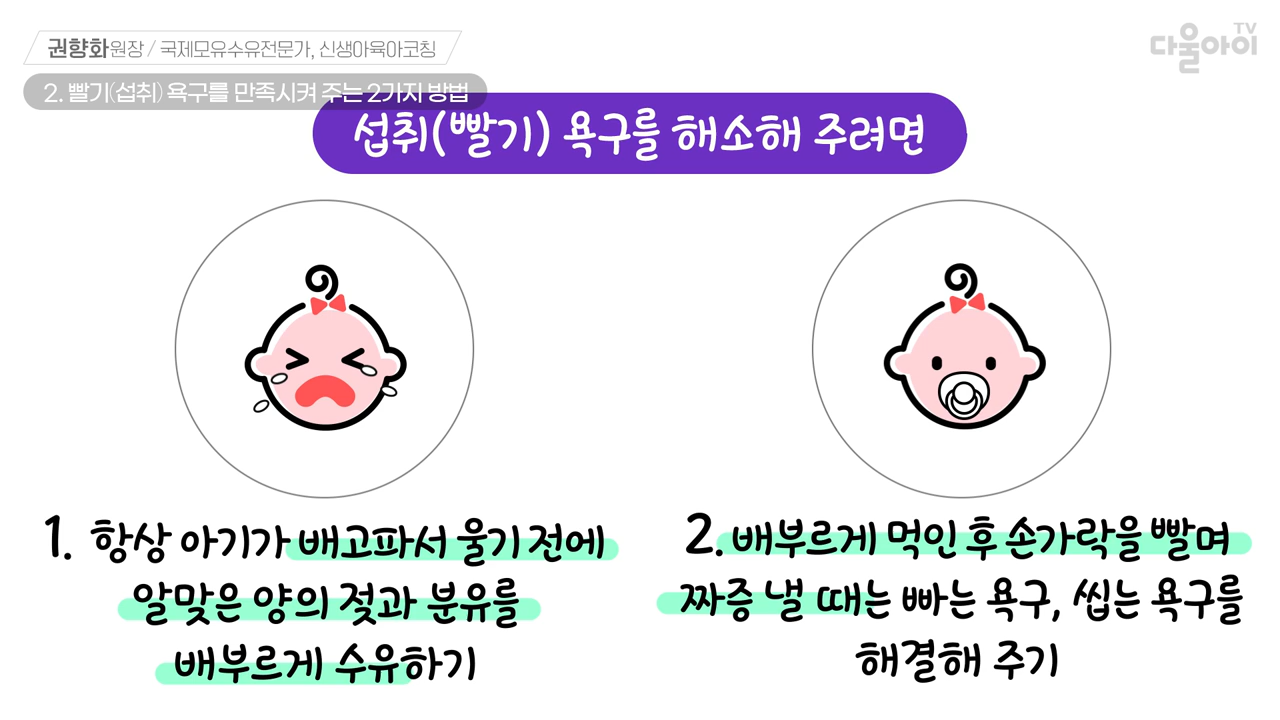 권향화원장 / 국제모유수유전문가, 신생아육아코칭
다울아이 TV
2. 빨기(섭취) 욕구를 만족시켜 주는 2가지 방법
섭취(빨기) 욕구를 해소해 주려면
1. 항상 아기가 배고파서 울기 전에
알맞은 양의 젖과 분유를
배부르게 수유하기
2. 배부르게 먹인 후 손가락을 빨며
짜증 낼 때는 빠는 욕구, 씹는 욕구를
해결해 주기